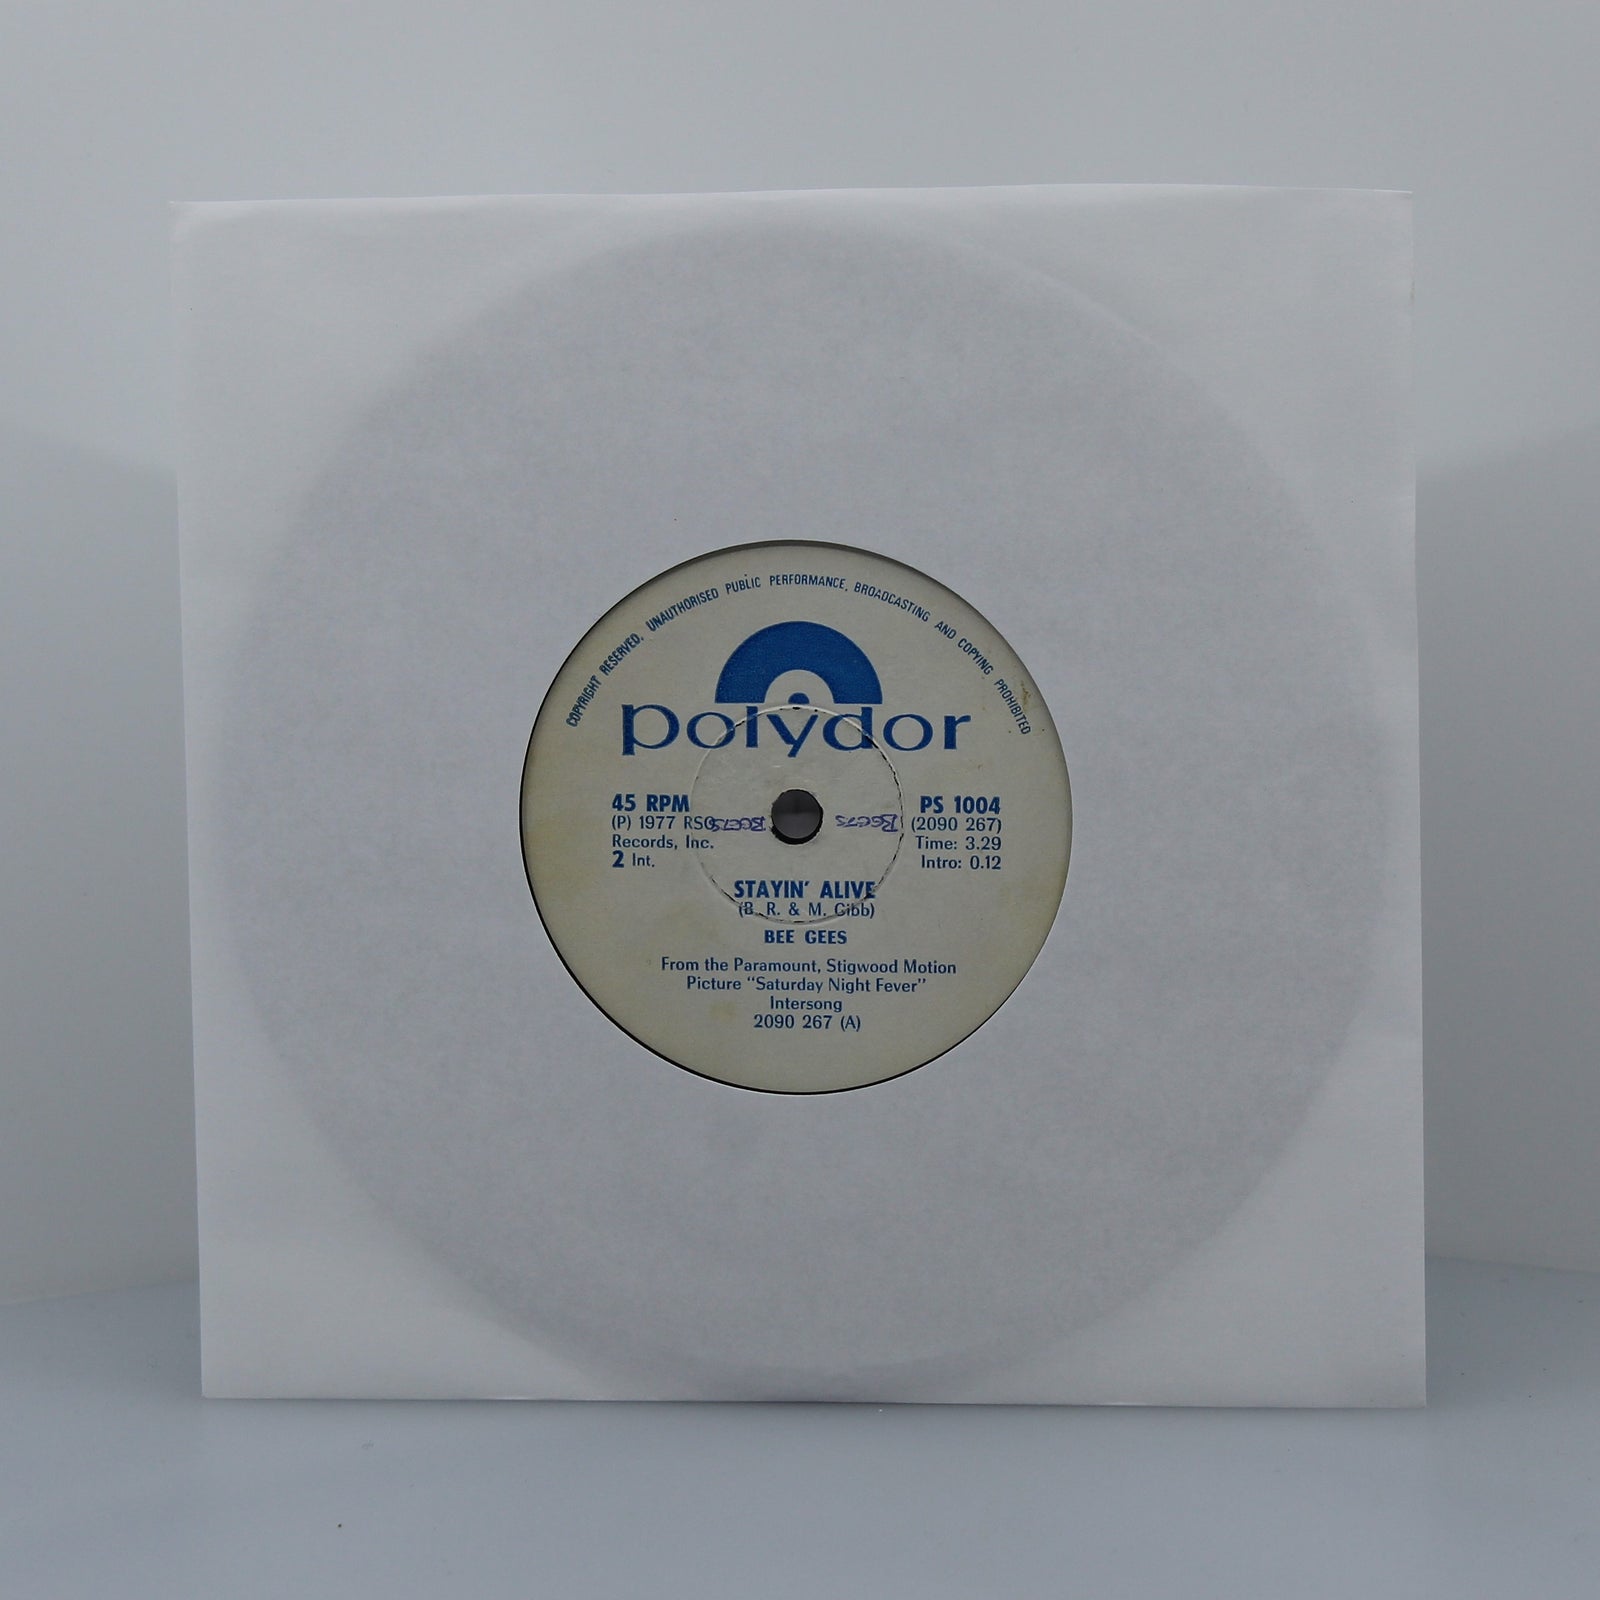 COPYRIGHT RESERVED. UNAUTHORISED PUBLIC PERFORMANCE, BROADCASTING AND COPYING PROHIBITED
polydor
45 RPM
(P) 1977 RSO
Records, Inc.
2 Int.
PS 1004
(2090 267)
Time: 3.29
Intro: 0.12
STAYIN' ALIVE
(B. R. & M. Gibb)
BEE GEES
From the Paramount, Stigwood Motion
Picture "Saturday Night Fever"
Intersong
2090 267 (A)